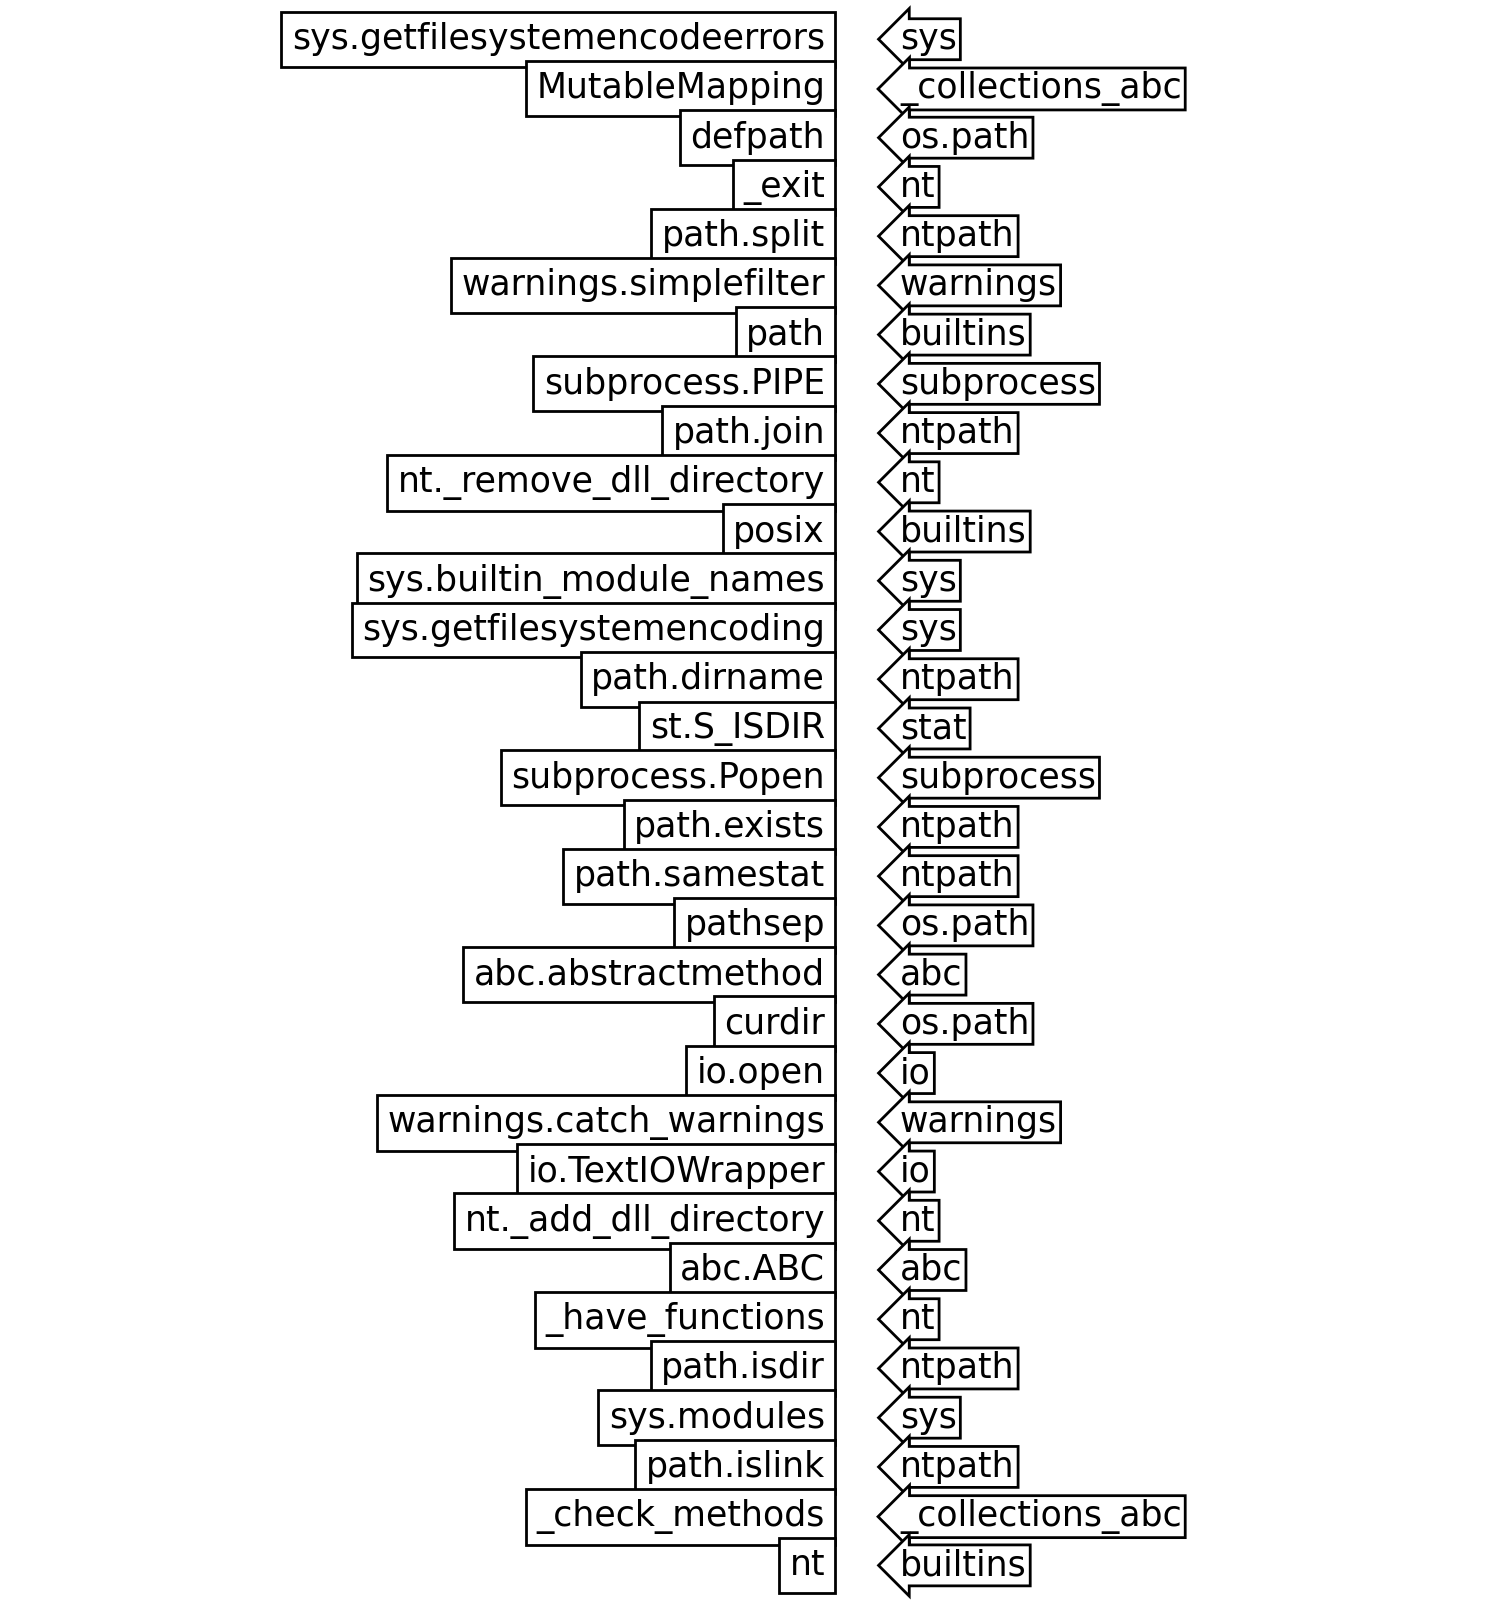 sys.getfilesystemencodeerrors sys
MutableMapping _collections_abc
defpath os.path
_exit nt
path.split ntpath
warnings.simplefilter warnings
path builtins
subprocess.PIPE subprocess
path.join ntpath
nt._remove_dll_directory nt
posix builtins
sys.builtin_module_names sys
sys.getfilesystemencoding sys
path.dirname ntpath
st.S_ISDIR stat
subprocess.Popen subprocess
path.exists ntpath
path.samestat ntpath
pathsep os.path
abc.abstractmethod abc
curdir os.path
io.open io
warnings.catch_warnings warnings
io.TextIOWrapper io
nt._add_dll_directory nt
abc.ABC abc
_have_functions nt
path.isdir ntpath
sys.modules sys
path.islink ntpath
_check_methods _collections_abc
nt builtins